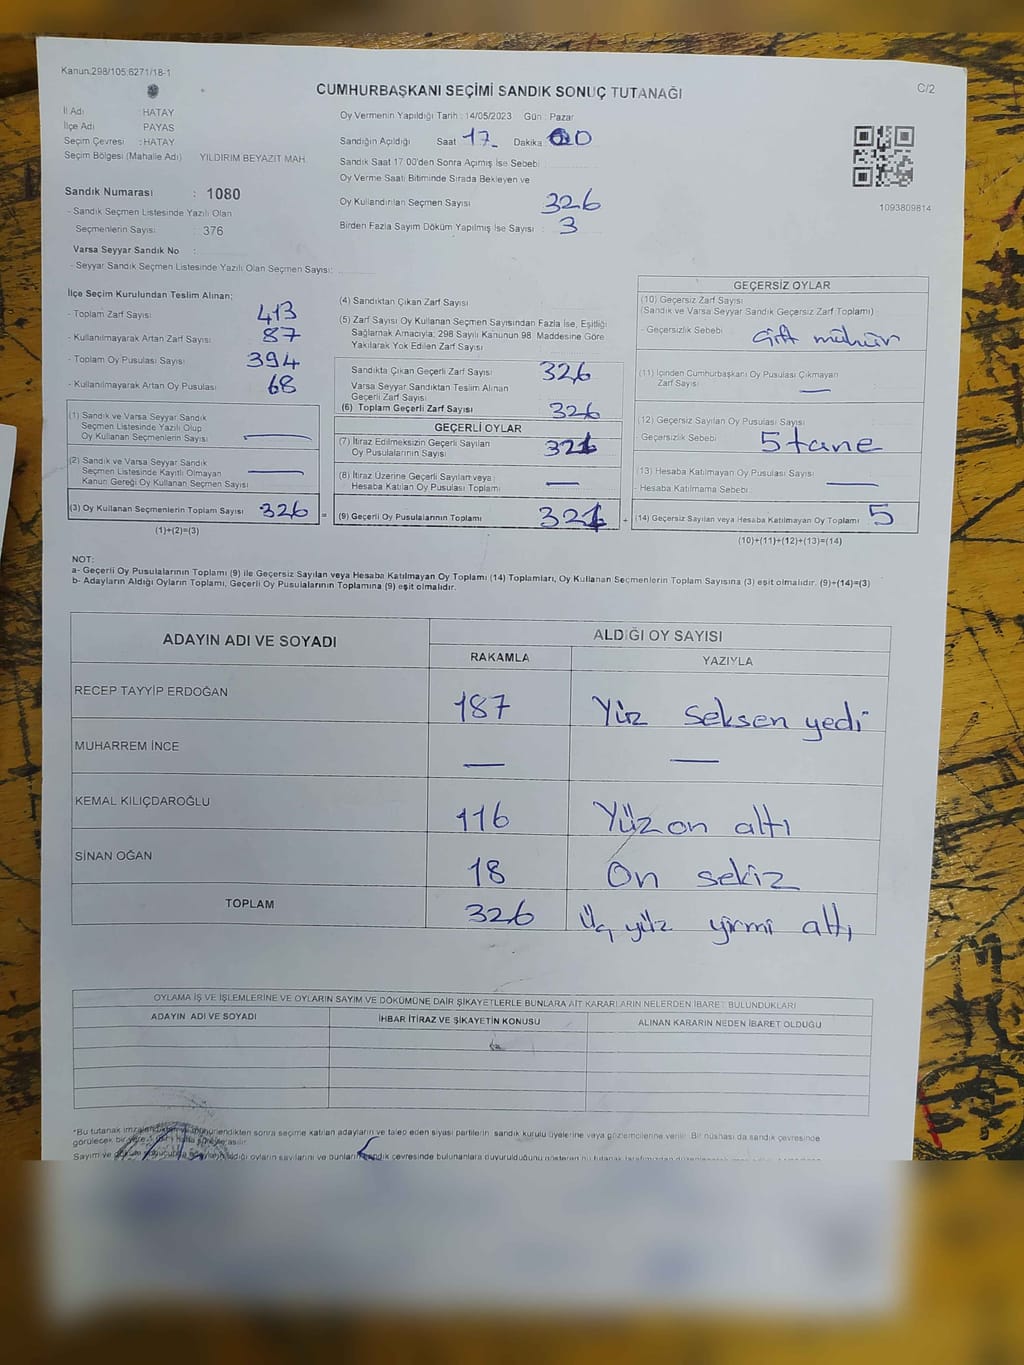 Kanun.298/105.6271/18-1
C/2
CUMHURBAŞKANI SEÇİMİ SANDIK SONUÇ TUTANAĞI
İl Adı : HATAY
İlçe Adı : PAYAS
Seçim Çevresi : HATAY
Seçim Bölgesi (Mahalle Adı) YILDIRIM BEYAZIT MAH.
Sandık Numarası : 1080
- Sandık Seçmen Listesinde Yazılı Olan
Seçmenlerin Sayısı : 376
Varsa Seyyar Sandık No :
- Seyyar Sandık Seçmen Listesinde Yazılı Olan Seçmen Sayısı:
Oy Vermenin Yapıldığı Tarih : 14/05/2023 Gün : Pazar
Sandığın Açıldığı Saat 17 Dakika 00
Sandık Saat 17.00'den Sonra Açımış İse Sebebi
Oy Verme Saati Bitiminde Sırada Bekleyen ve
Oy Kullandırılan Seçmen Sayısı 326
Birden Fazla Sayım Döküm Yapılmış İse Sayısı : 3
1093809814
İlçe Seçim Kurulundan Teslim Alınan;
- Toplam Zarf Sayısı 413
- Kullanılmayarak Artan Zarf Sayısı 87
- Toplam Oy Pusulası Sayısı 394
- Kullanılmayarak Artan Oy Pusulası 68
(1) Sandık ve Varsa Seyyar Sandık
Seçmen Listesinde Yazılı Olup
Oy Kullanan Seçmenlerin Sayısı —
(2) Sandık ve Varsa Seyyar Sandık
Seçmen Listesinde Kayıtlı Olmayan
Kanun Gereği Oy Kullanan Seçmen Sayısı —
(3) Oy Kullanan Seçmenlerin Toplam Sayısı 326 =
(1)+(2)=(3)
(4) Sandıktan Çıkan Zarf Sayısı
(5) Zarf Sayısı Oy Kullanan Seçmen Sayısından Fazla İse, Eşitliği
Sağlamak Amacıyla; 298 Sayılı Kanunun 98. Maddesine Göre
Yakılarak Yok Edilen Zarf Sayısı
Sandıkta Çıkan Geçerli Zarf Sayısı 326
Varsa Seyyar Sandıktan Teslim Alınan
Geçerli Zarf Sayısı
(6) Toplam Geçerli Zarf Sayısı 326
GEÇERLİ OYLAR
(7) İtiraz Edilmeksizin Geçerli Sayılan
Oy Pusulalarının Sayısı 321
(8) İtiraz Üzerine Geçerli Sayılan veya
Hesaba Katılan Oy Pusulası Toplamı —
(9) Geçerli Oy Pusulalarının Toplamı 321 +
GEÇERSİZ OYLAR
(10) Geçersiz Zarf Sayısı
(Sandık ve Varsa Seyyar Sandık Geçersiz Zarf Toplamı)
- Geçersizlik Sebebi çift mühür
(11) İçinden Cumhurbaşkanı Oy Pusulası Çıkmayan
Zarf Sayısı —
(12) Geçersiz Sayılan Oy Pusulası Sayısı
Geçersizlik Sebebi 5 tane
(13) Hesaba Katılmayan Oy Pusulası Sayısı
- Hesaba Katılmama Sebebi —
(14) Geçersiz Sayılan veya Hesaba Katılmayan Oy Toplamı 5
(10)+(11)+(12)+(13)=(14)
NOT:
a- Geçerli Oy Pusulalarının Toplamı (9) ile Geçersiz Sayılan veya Hesaba Katılmayan Oy Toplamı (14) Toplamları, Oy Kullanan Seçmenlerin Toplam Sayısına (3) eşit olmalıdır. (9)+(14)=(3)
b- Adayların Aldığı Oyların Toplamı, Geçerli Oy Pusulalarının Toplamına (9) eşit olmalıdır.
ADAYIN ADI VE SOYADI
ALDIĞI OY SAYISI
RAKAMLA YAZIYLA
RECEP TAYYİP ERDOĞAN 187 Yüz seksen yedi
MUHARREM İNCE — —
KEMAL KILIÇDAROĞLU 116 Yüz on altı
SİNAN OĞAN 18 On sekiz
TOPLAM 326 Üç yüz yirmi altı
OYLAMA İŞ VE İŞLEMLERİNE VE OYLARIN SAYIM VE DÖKÜMÜNE DAİR ŞİKAYETLERLE BUNLARA AİT KARARLARIN NELERDEN İBARET BULUNDUKLARI
ADAYIN ADI VE SOYADI İHBAR İTİRAZ VE ŞİKAYETİN KONUSU ALINAN KARARIN NEDEN İBARET OLDUĞU
*Bu tutanak imzalandıktan mühürlendikten sonra seçime katılan adayların ve talep eden siyasi partilerin sandık kurulu üyelerine veya gözlemcilerine verilir. Bir nüshası da sandık çevresinde
görülecek bir yere
Sayım ve oyların sayılarını ve bunların sandık çevresinde bulunanlara duyurulduğunu gösteren bu tutanak